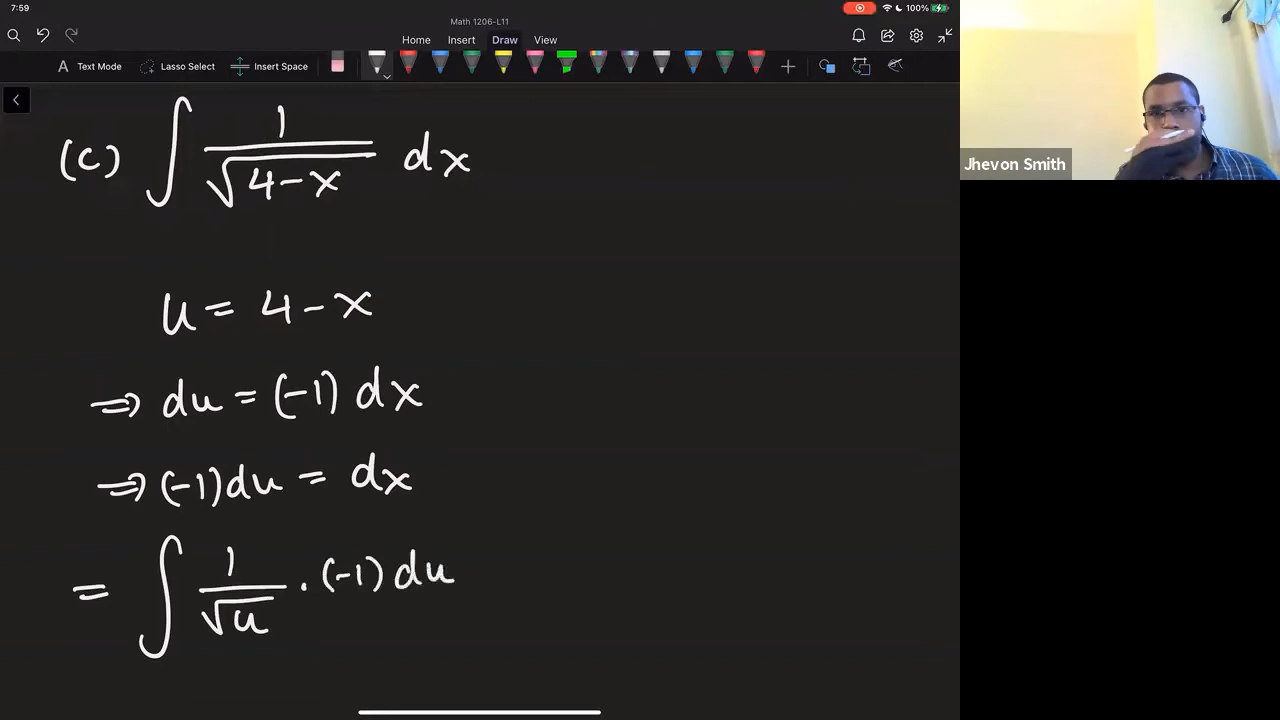 7:59
Math 1206-L11
100%
Home Insert Draw View
Text Mode Lasso Select Insert Space
(c) ∫ 1/√(4-x) dx
u = 4-x
⇒ du = (-1) dx
⇒ (-1)du = dx
= ∫ 1/√u · (-1) du
Jhevon Smith